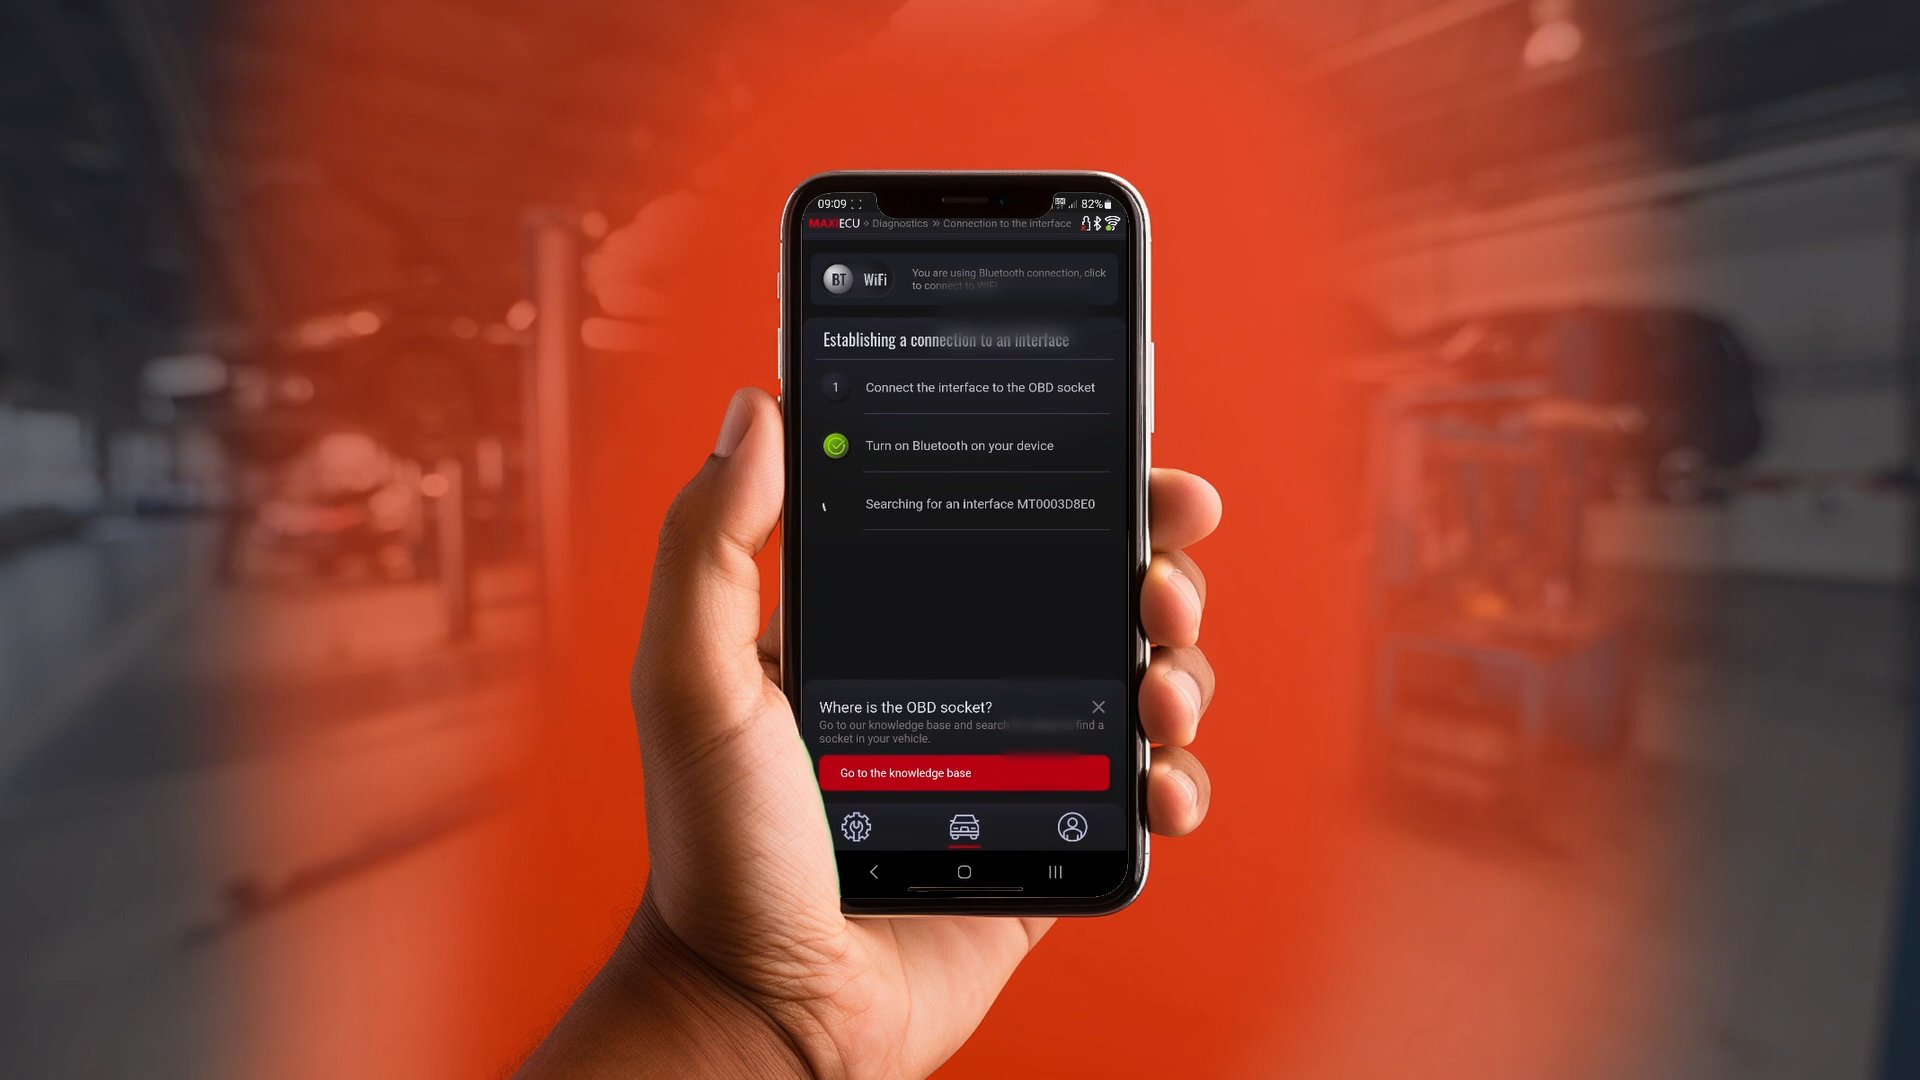 09:09 82%
MAXIECU » Diagnostics » Connection to the interface
BT WiFi
You are using Bluetooth connection, click
to connect to WiFi
Establishing a connection to an interface
1 Connect the interface to the OBD socket
Turn on Bluetooth on your device
Searching for an interface MT0003D8E0
Where is the OBD socket?
Go to our knowledge base and search find a
socket in your vehicle.
Go to the knowledge base